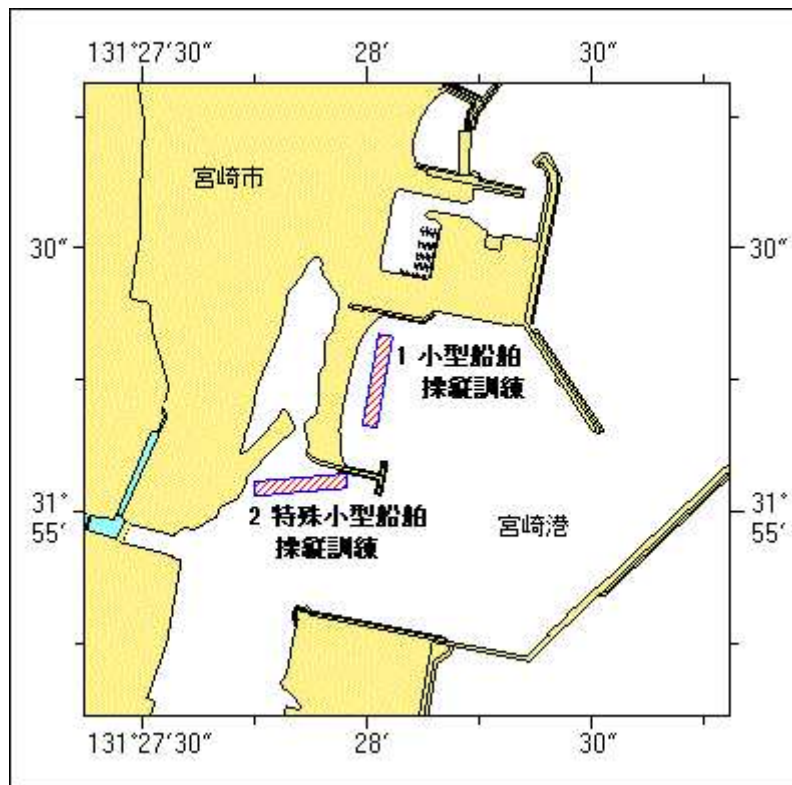 131°27′30″ 28′ 30″
宮崎市
30″ 30″
1 小型船舶
操縦訓練
2 特殊小型船舶
操縦訓練
宮崎港
31° 31°
55′ 55′
131°27′30″ 28′ 30″